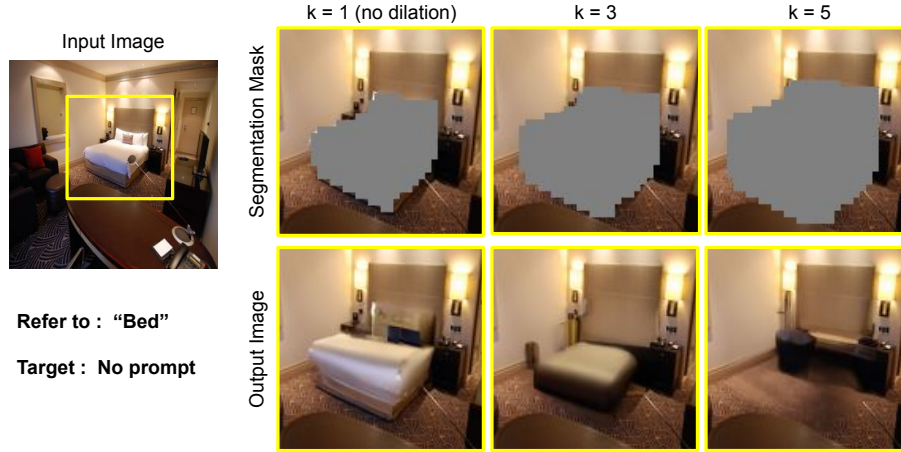 k = 1 (no dilation)
k = 3
k = 5
Input Image
Segmentation Mask
Output Image
Refer to : “Bed”
Target : No prompt